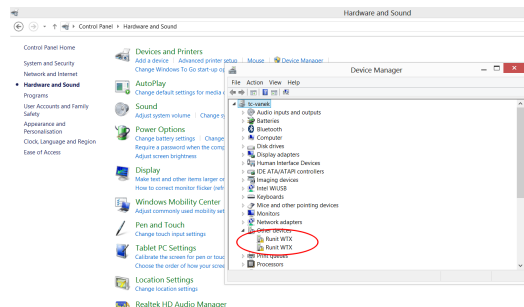 Hardware and Sound
Control Panel ▸ Hardware and Sound
Control Panel Home
System and Security
Network and Internet
Hardware and Sound
Programs
User Accounts and Family
Safety
Appearance and
Personalisation
Clock, Language and Region
Ease of Access
Devices and Printers
Add a device
Advanced printer setup
Mouse
Device Manager
Change Windows To Go start-up op
AutoPlay
Change default settings for media
Sound
Adjust system volume
Change s
Power Options
Change battery settings
Change
Require a password when the comp
Adjust screen brightness
Display
Make text and other items larger or
How to correct monitor flicker (refr
Windows Mobility Center
Adjust commonly used mobility set
Pen and Touch
Change touch input settings
Tablet PC Settings
Calibrate the screen for pen or touc
Choose the order of how your scree
Location Settings
Change location settings
Realtek HD Audio Manager
Device Manager
File Action View Help
tc-vanek
Audio inputs and outputs
Batteries
Bluetooth
Computer
Disk drives
Display adapters
Human Interface Devices
IDE ATA/ATAPI controllers
Imaging devices
Intel WiUSB
Keyboards
Mice and other pointing devices
Monitors
Network adapters
Other devices
Runit WTX
Runit WTX
Print queues
Processors